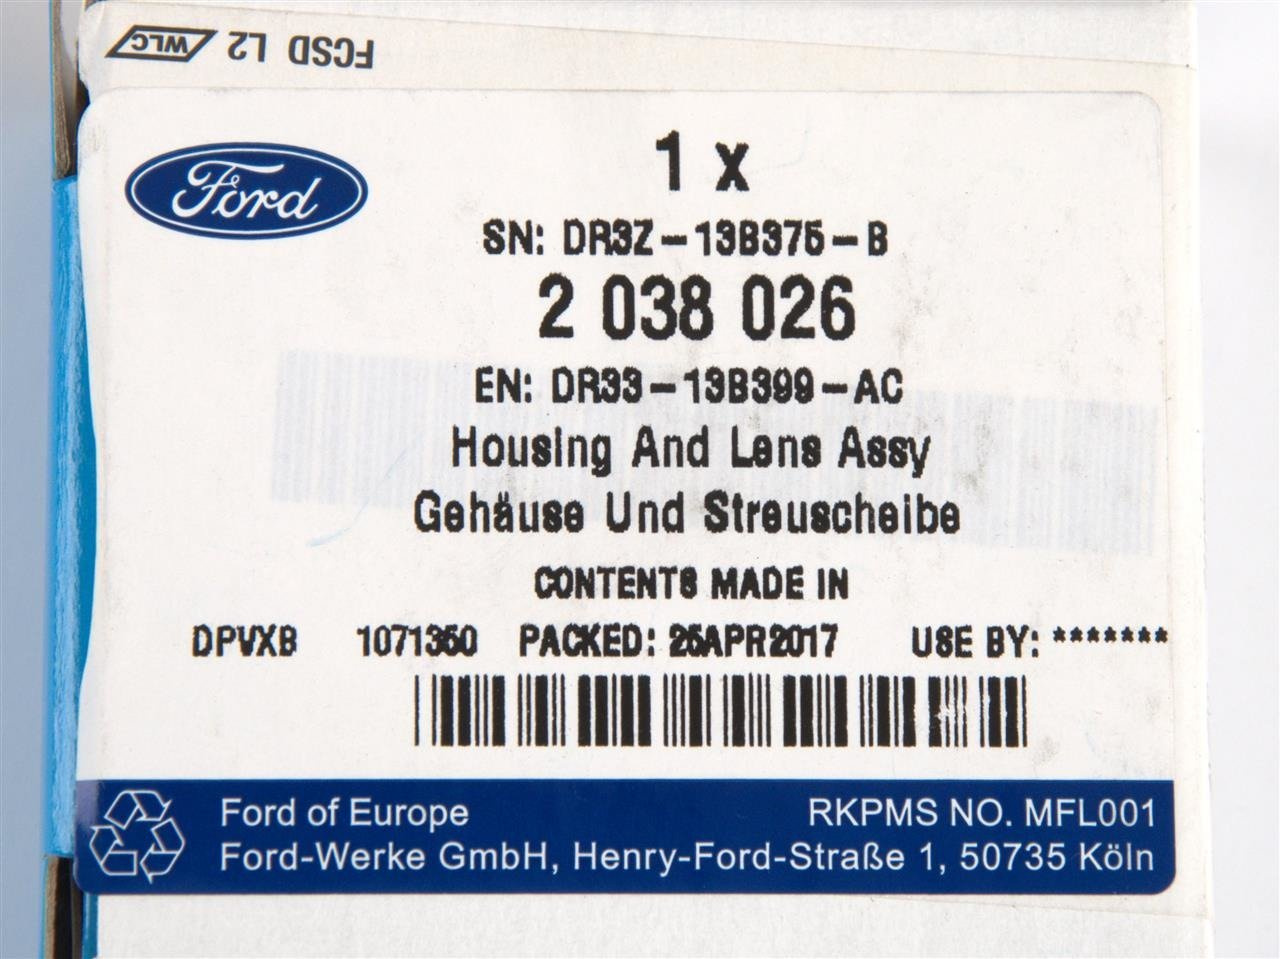 WLC FCSD L2
Ford
1 x
SN: DR3Z-13B375-B
2 038 026
EN: DR33-13B399-AC
Housing And Lens Assy
Gehäuse Und Streuscheibe
CONTENTS MADE IN
DPVXB 1071350 PACKED: 25APR2017 USE BY: *******
Ford of Europe RKPMS NO. MFL001
Ford-Werke GmbH, Henry-Ford-Straße 1, 50735 Köln